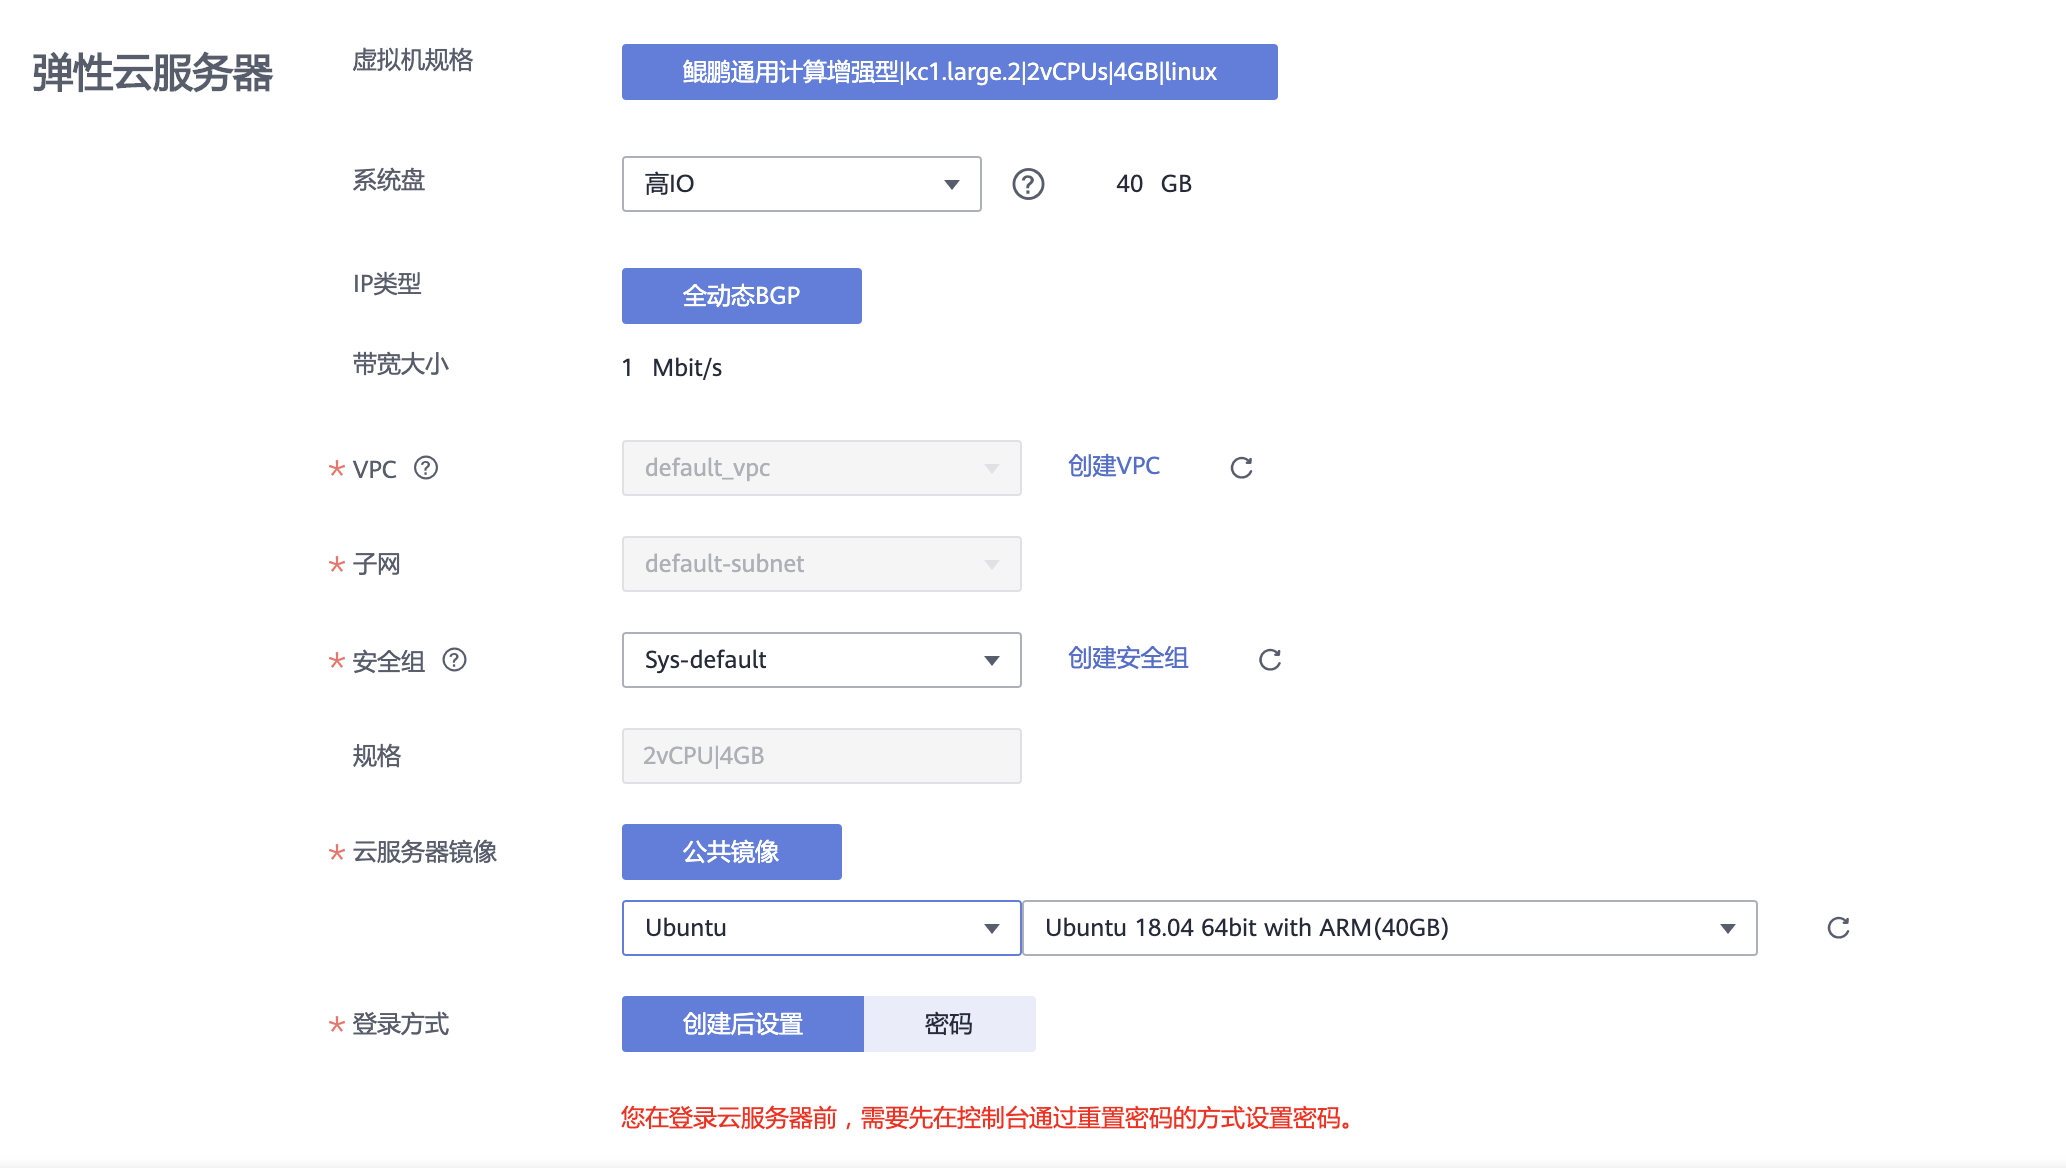 弹性云服务器
虚拟机规格
鲲鹏通用计算增强型|kc1.large.2|2vCPUs|4GB|linux
系统盘
高IO
40 GB
IP类型
全动态BGP
带宽大小
1 Mbit/s
* VPC
default_vpc
创建VPC
* 子网
default-subnet
* 安全组
Sys-default
创建安全组
规格
2vCPU|4GB
* 云服务器镜像
公共镜像
Ubuntu
Ubuntu 18.04 64bit with ARM(40GB)
* 登录方式
创建后设置
密码
您在登录云服务器前，需要先在控制台通过重置密码的方式设置密码。